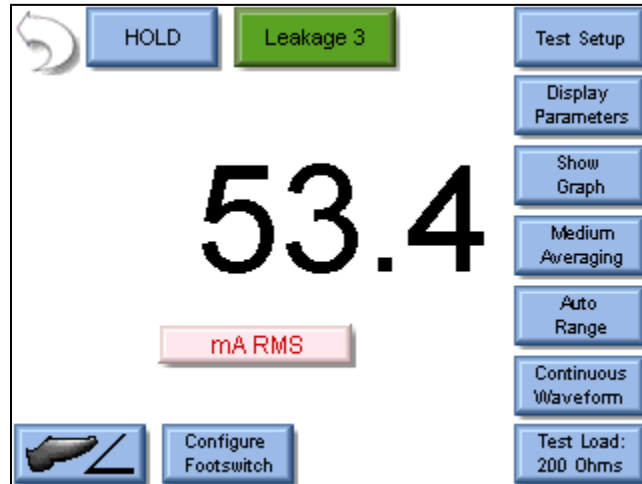 HOLD
Leakage 3
Test Setup
Display
Parameters
Show
Graph
53.4
Medium
Averaging
Auto
Range
mA RMS
Continuous
Waveform
Configure
Footswitch
Test Load:
200 Ohms